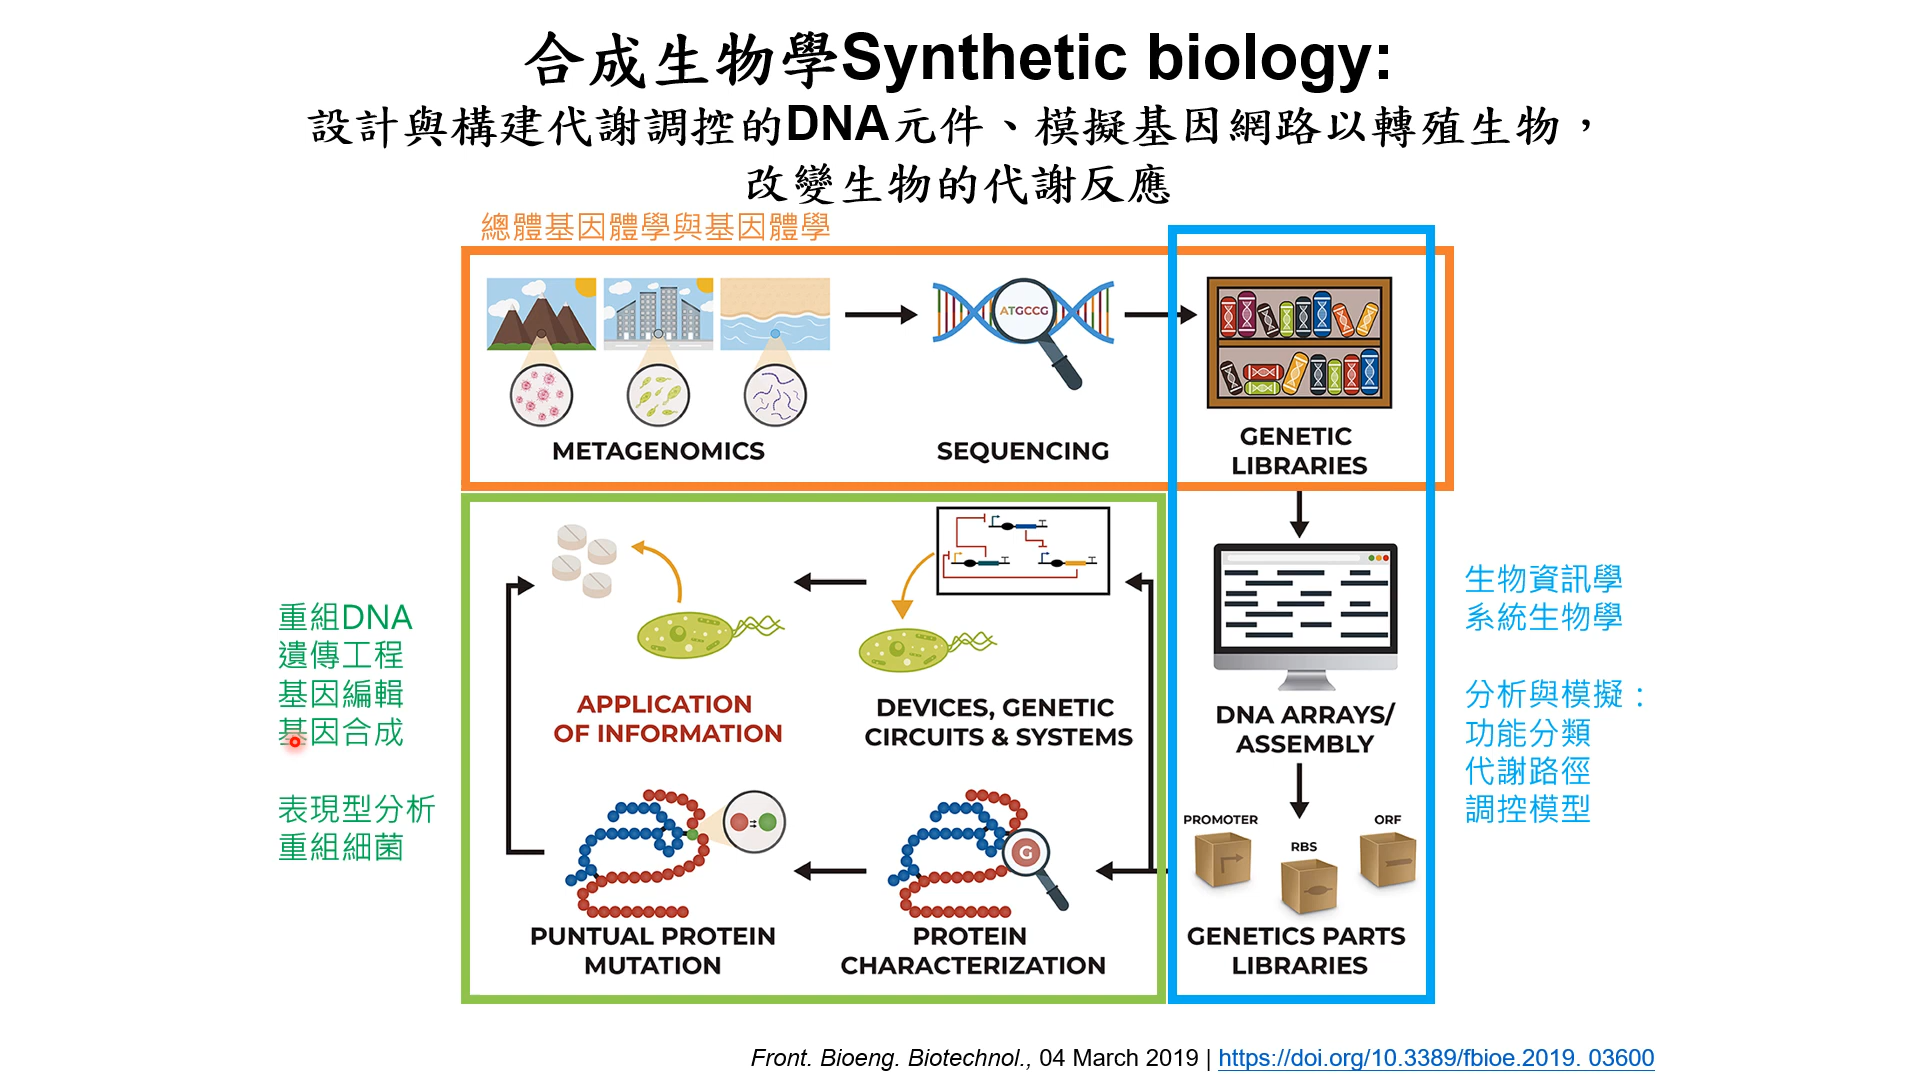 合成生物學Synthetic biology:
設計與構建代謝調控的DNA元件、模擬基因網路以轉殖生物，
改變生物的代謝反應
總體基因體學與基因體學
ATGCCG
METAGENOMICS
SEQUENCING
GENETIC
LIBRARIES
重組DNA
遺傳工程
基因編輯
基因合成
表現型分析
重組細菌
APPLICATION
OF INFORMATION
DEVICES, GENETIC
CIRCUITS & SYSTEMS
DNA ARRAYS/
ASSEMBLY
生物資訊學
系統生物學
分析與模擬：
功能分類
代謝路徑
調控模型
G
PUNTUAL PROTEIN
MUTATION
PROTEIN
CHARACTERIZATION
PROMOTER
RBS
ORF
GENETICS PARTS
LIBRARIES
Front. Bioeng. Biotechnol., 04 March 2019 | https://doi.org/10.3389/fbioe.2019. 03600